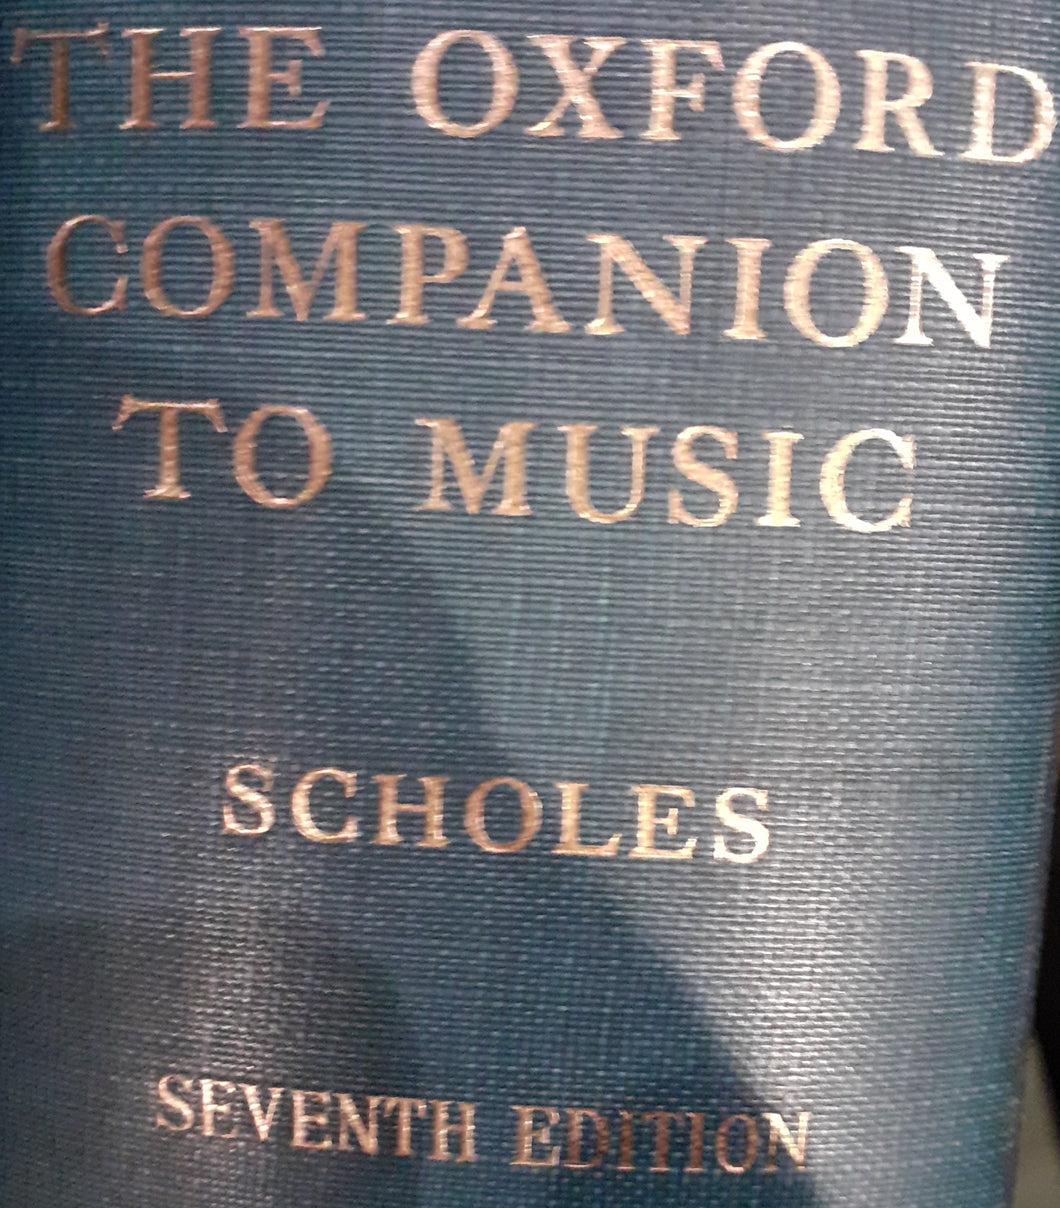 THE OXFORD
COMPANION
TO MUSIC
SCHOLES
SEVENTH EDITION